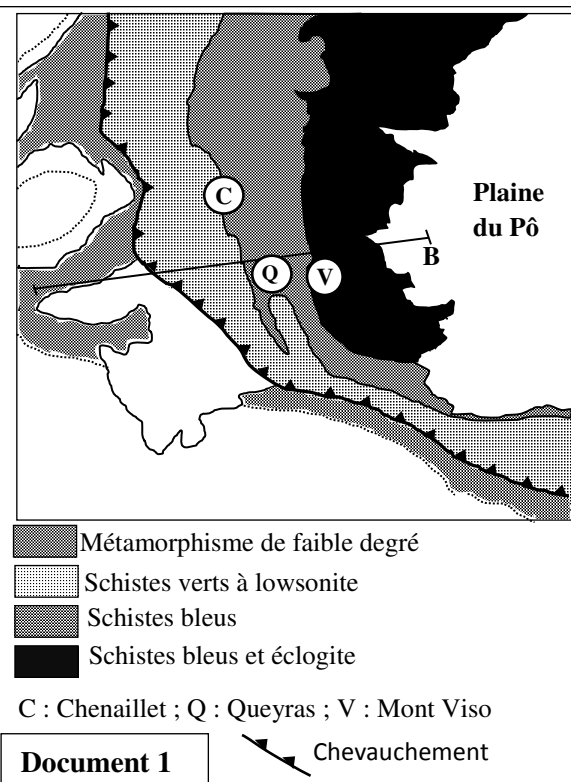 C
Plaine
du Pô
B
Q
V
Métamorphisme de faible degré
Schistes verts à lowsonite
Schistes bleus
Schistes bleus et éclogite
C : Chenaillet ; Q : Queyras ; V : Mont Viso
Document 1
Chevauchement